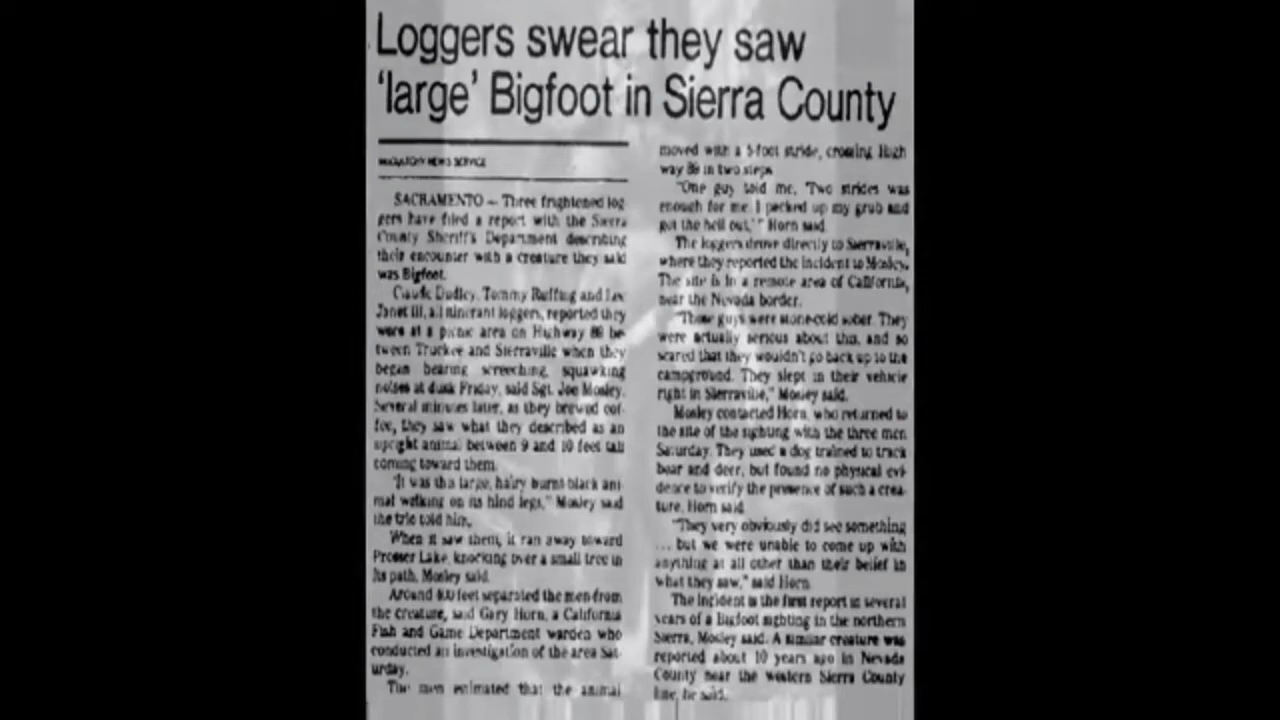 Loggers swear they saw
'large' Bigfoot in Sierra County
McCLATCHY NEWS SERVICE
SACRAMENTO — Three frightened log-
gers have filed a report with the Sierra
County Sheriff's Department describing
their encounter with a creature they said
was Bigfoot.
Claude Dudley, Tommy Ruffing and
III, all itinerant loggers, reported they
were at a picnic area on Highway 89 be-
tween Truckee and Sierraville when they
began hearing screeching, squawking
noises at dusk Friday, said Sgt. Joe Mosley.
Several minutes later, as they brewed cof-
fee, they saw what they described as an
upright animal between 9 and 10 feet tall
coming toward them.
"It was this large, hairy burnt-black ani-
mal walking on its hind legs," Mosley said
the trio told him.
When it saw them, it ran away toward
Prosser Lake, knocking over a small tree in
its path, Mosley said.
Around feet separated the men from
the creature, said Gary Horn, a California
Fish and Game Department warden who
conducted an investigation of the area Sat-
urday.
The men estimated that the animal
moved with a 5-foot stride, crossing High-
way 89 in two steps.
"One guy told me, 'Two strides was
enough for me. I packed up my grub and
got the hell out,'" Horn said.
The loggers drove directly to Sierraville,
where they reported the incident to Mosley.
The site is in a remote area of California,
near the Nevada border.
"Those guys were stone-cold sober. They
were actually serious about this, and so
scared that they wouldn't go back up to the
campground. They slept in their vehicle
right in Sierraville," Mosley said.
Mosley contacted Horn, who returned to
the site of the sighting with the three men
Saturday. They used a dog trained to track
bear and deer, but found no physical evi-
dence to verify the presence of such a crea-
ture, Horn said.
"They very obviously did see something
... but we were unable to come up with
anything at all other than their belief in
what they saw," said Horn.
The incident is the first report in several
years of a Bigfoot sighting in the northern
Sierra, Mosley said. A similar creature was
reported about 10 years ago in Nevada
County near the western Sierra County
line, he said.